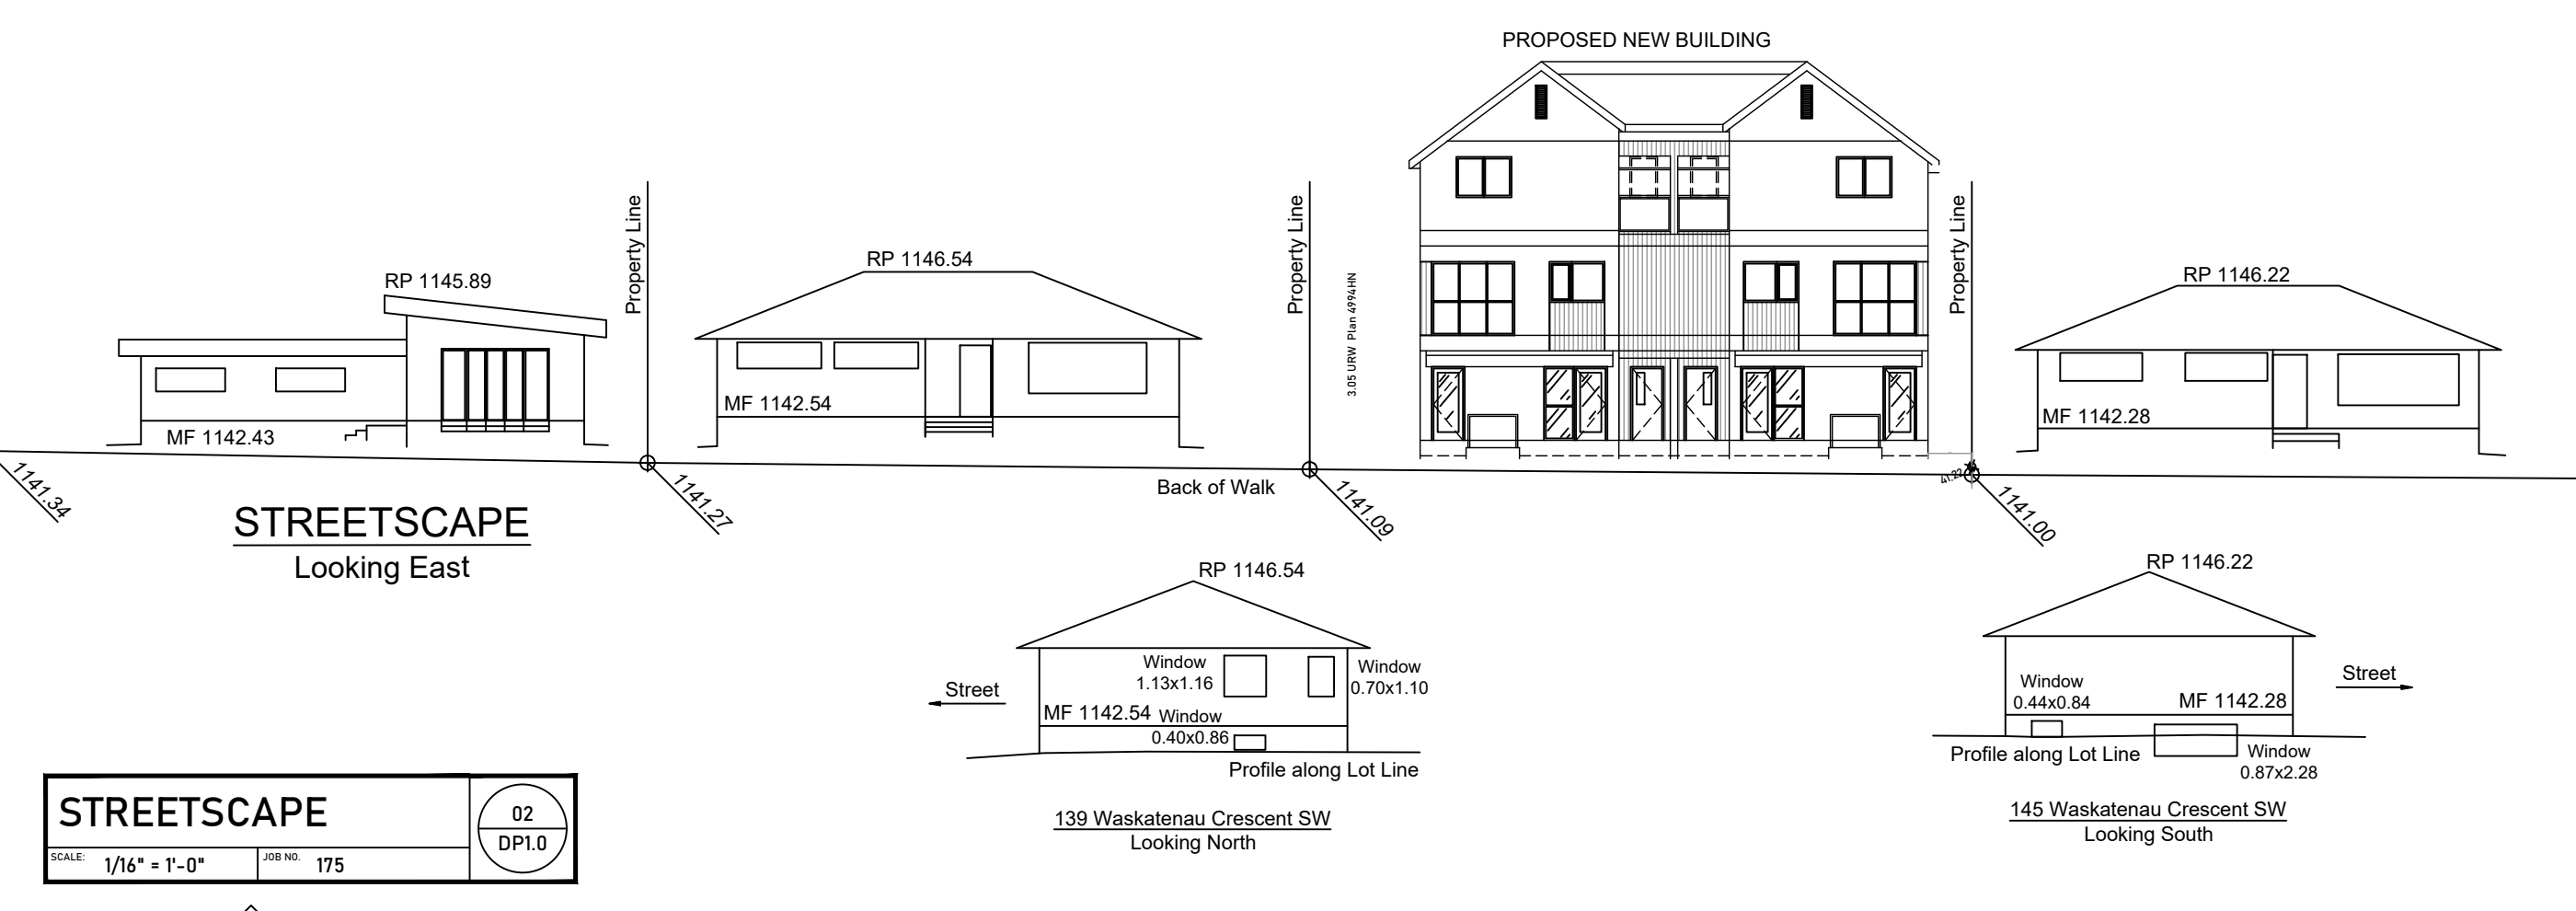 PROPOSED NEW BUILDING
RP 1145.89
MF 1142.43
Property Line
RP 1146.54
MF 1142.54
Property Line
3.05 URW Plan 4994HN
Property Line
RP 1146.22
MF 1142.28
1141.34
1141.27
Back of Walk
1141.09
1141.00
STREETSCAPE
Looking East
RP 1146.54
Window
1.13x1.16
Window
0.70x1.10
Street
MF 1142.54
Window
0.40x0.86
Profile along Lot Line
139 Waskatenau Crescent SW
Looking North
RP 1146.22
Window
0.44x0.84
MF 1142.28
Street
Profile along Lot Line
Window
0.87x2.28
145 Waskatenau Crescent SW
Looking South
STREETSCAPE
02
DP1.0
SCALE: 1/16" = 1'-0"
JOB NO. 175